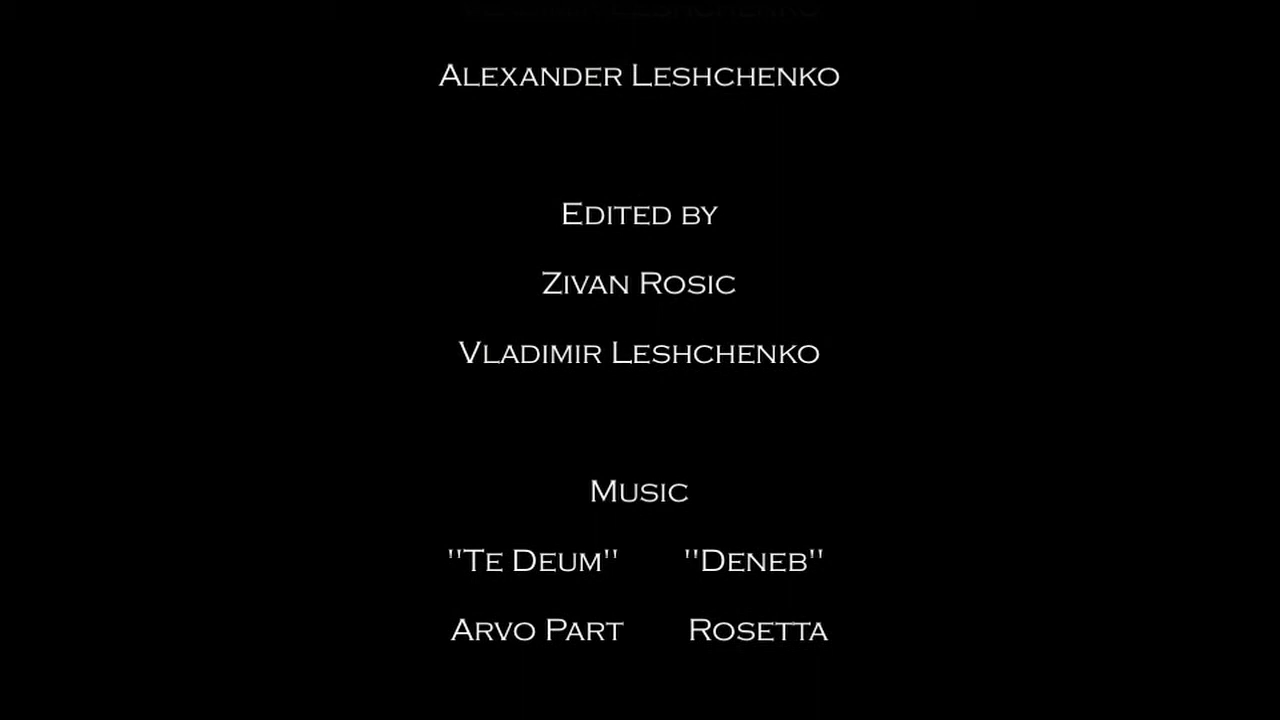 Alexander Leshchenko
Edited by
Zivan Rosic
Vladimir Leshchenko
Music
"Te Deum" "Deneb"
Arvo Part Rosetta